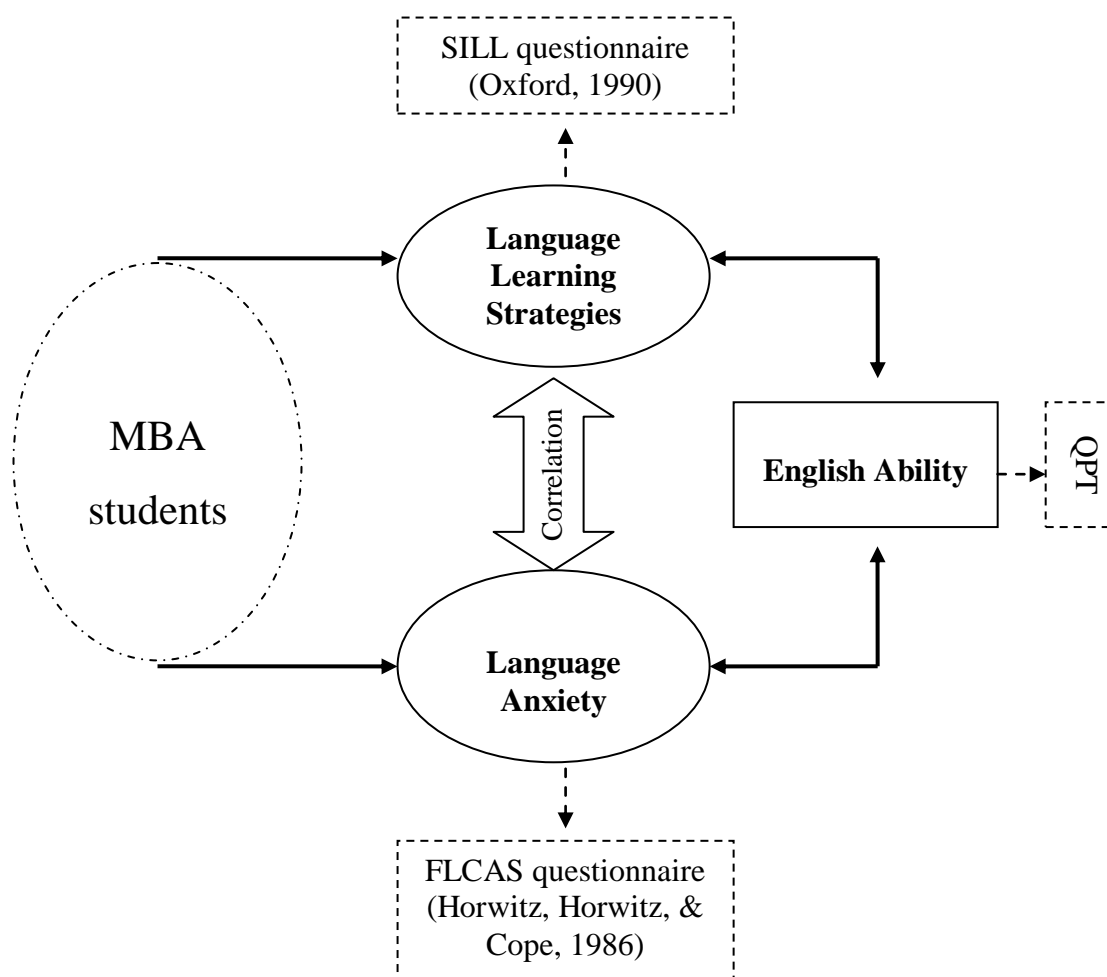 SILL questionnaire
(Oxford, 1990)
Language
Learning
Strategies
MBA
students
Correlation
English Ability
QPT
Language
Anxiety
FLCAS questionnaire
(Horwitz, Horwitz, &
Cope, 1986)